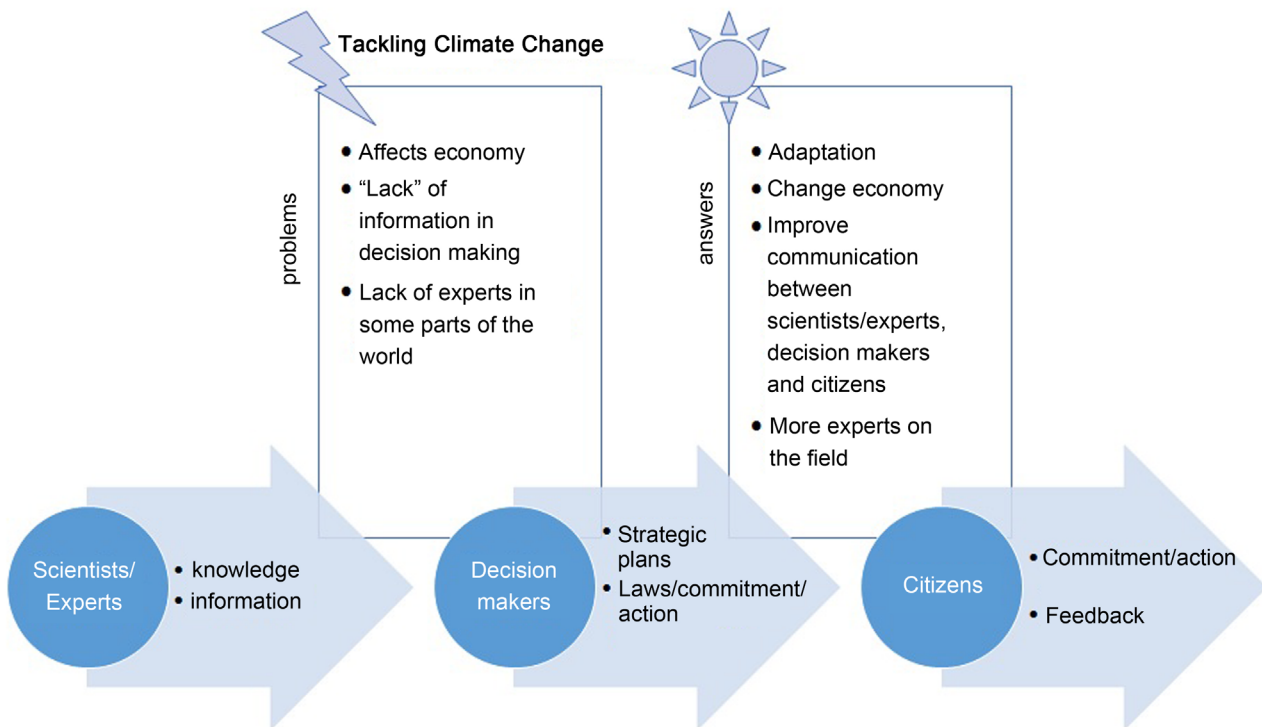 Tackling Climate Change
problems
• Affects economy
• “Lack” of
information in
decision making
• Lack of experts in
some parts of the
world
answers
• Adaptation
• Change economy
• Improve
communication
between
scientists/experts,
decision makers
and citizens
• More experts on
the field
Scientists/
Experts
• knowledge
• information
Decision
makers
• Strategic
plans
• Laws/commitment/
action
Citizens
• Commitment/action
• Feedback